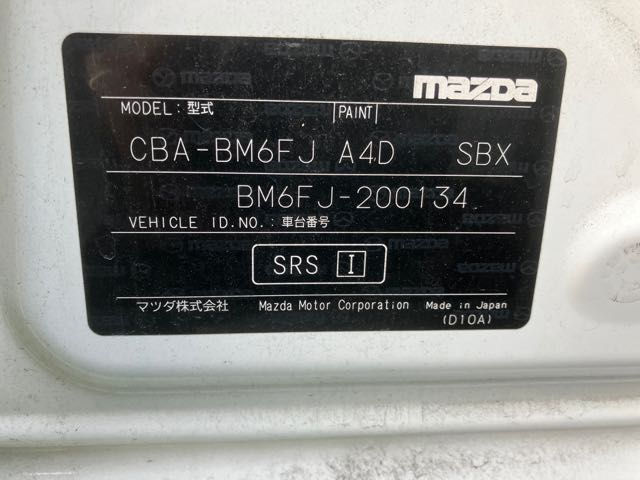 mazda
MODEL:型式 PAINT
CBA-BM6FJ A4D SBX
BM6FJ-200134
VEHICLE ID.NO.:車台番号
SRS I
マツダ株式会社 Mazda Motor Corporation Made in Japan
(D10A)